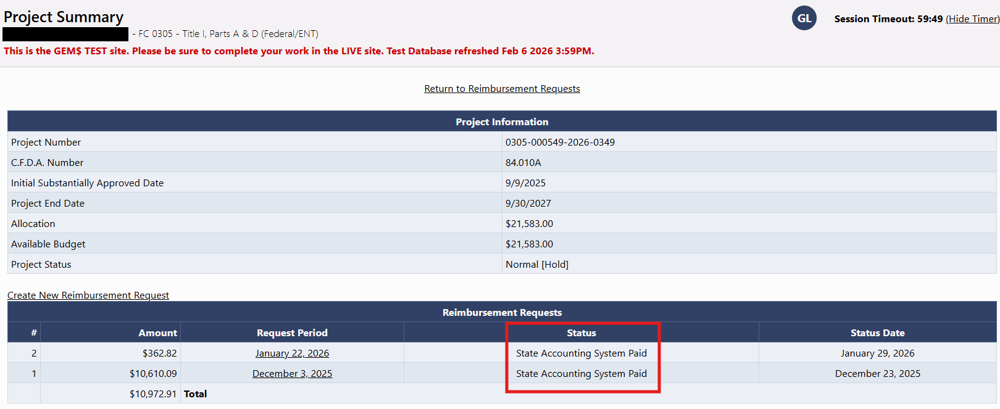 Project Summary
GL
Session Timeout: 59:49 (Hide Timer)
- FC 0305 - Title I, Parts A & D (Federal/ENT)
This is the GEM$ TEST site. Please be sure to complete your work in the LIVE site. Test Database refreshed Feb 6 2026 3:59PM.
Return to Reimbursement Requests
Project Information
Project Number 0305-000549-2026-0349
C.F.D.A. Number 84.010A
Initial Substantially Approved Date 9/9/2025
Project End Date 9/30/2027
Allocation $21,583.00
Available Budget $21,583.00
Project Status Normal [Hold]
Create New Reimbursement Request
Reimbursement Requests
# Amount Request Period Status Status Date
2 $362.82 January 22, 2026 State Accounting System Paid January 29, 2026
1 $10,610.09 December 3, 2025 State Accounting System Paid December 23, 2025
$10,972.91 Total